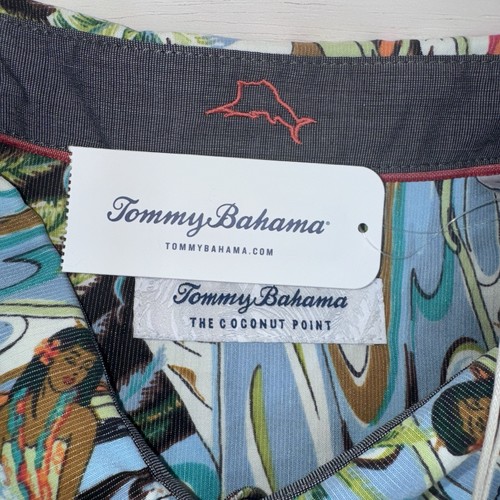 Tommy Bahama®
TOMMYBAHAMA.COM
Tommy Bahama
THE COCONUT POINT